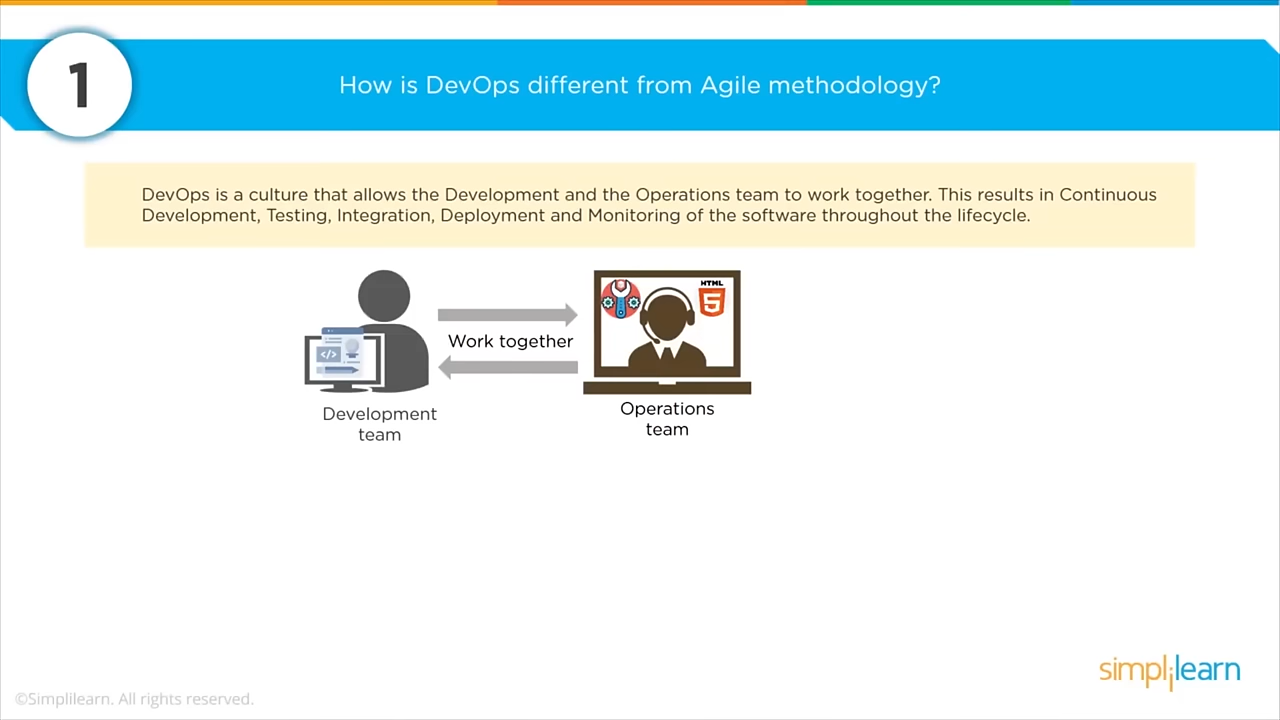 1
How is DevOps different from Agile methodology?
DevOps is a culture that allows the Development and the Operations team to work together. This results in Continuous
Development, Testing, Integration, Deployment and Monitoring of the software throughout the lifecycle.
HTML
5
</>
Work together
Development
team
Operations
team
simplilearn
©Simplilearn. All rights reserved.